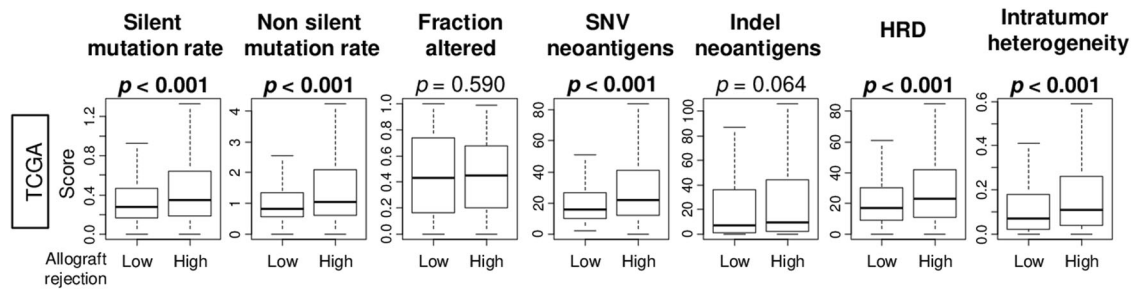 Silent
mutation rate
p < 0.001
Non silent
mutation rate
p < 0.001
Fraction
altered
p = 0.590
SNV
neoantigens
p < 0.001
Indel
neoantigens
p = 0.064
HRD
p < 0.001
Intratumor
heterogeneity
p < 0.001
TCGA
Score
1.2
0.8
0.4
0.0
4
3
2
1
0
1.0
0.8
0.6
0.4
0.2
0.0
80
60
40
20
0
100
80
60
40
20
0
80
60
40
20
0
0.6
0.4
0.2
0.0
Allograft
rejection
Low High
Low High
Low High
Low High
Low High
Low High
Low High